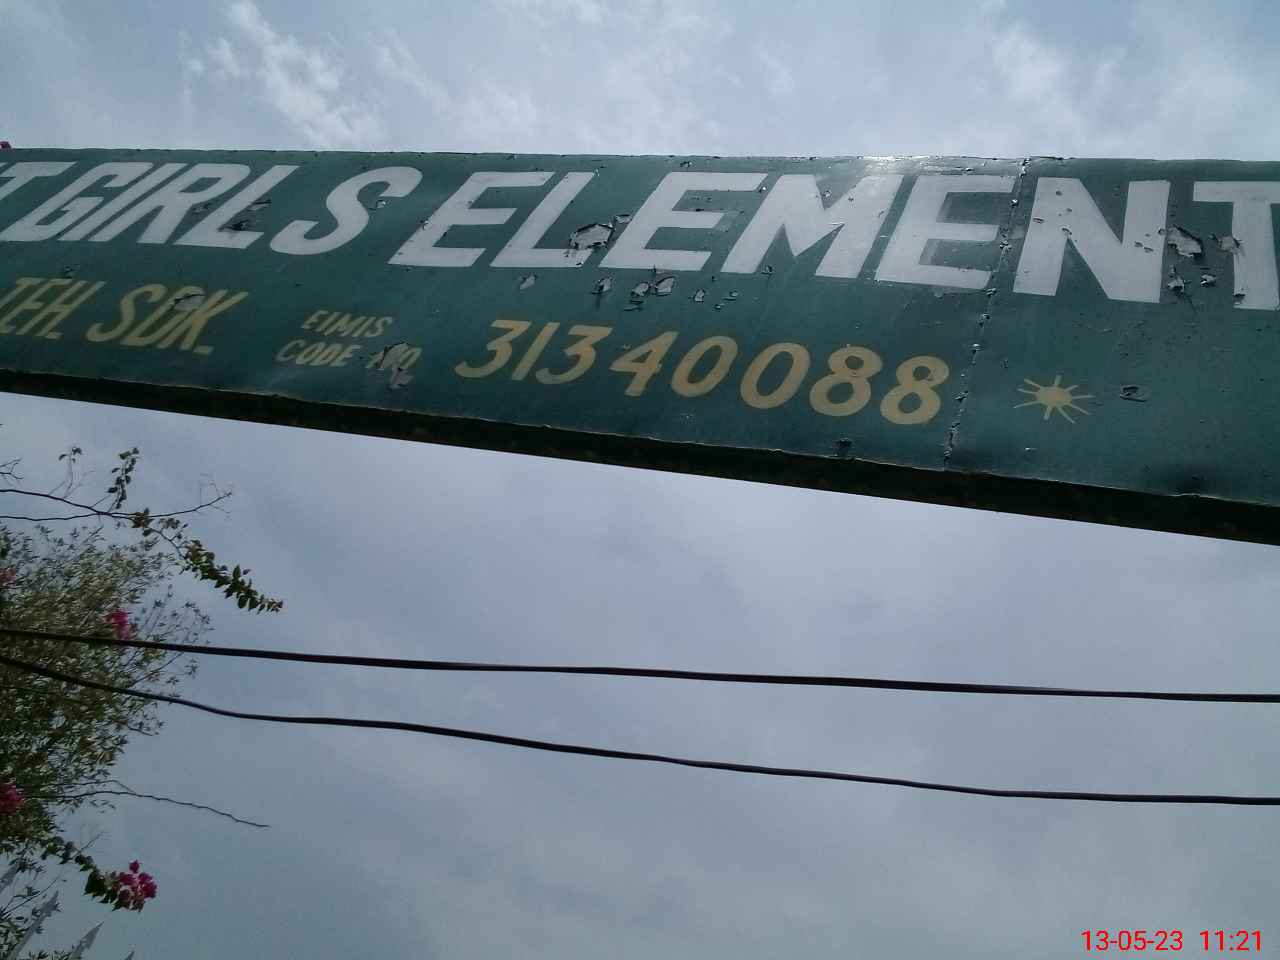 T GIRLS ELEMENT
TEH. SDK.
EIMIS
CODE NO
31340088
13-05-23 11:21